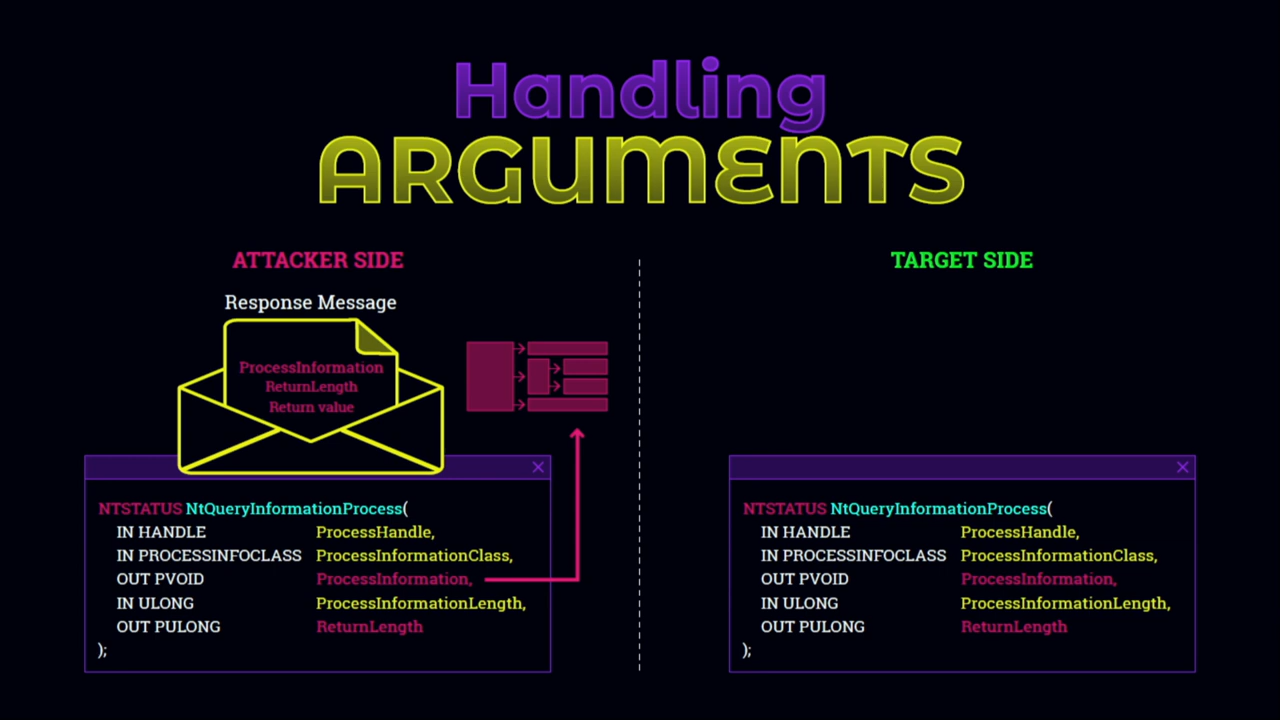 Handling
ARGUMENTS
ATTACKER SIDE
Response Message
ProcessInformation
ReturnLength
Return value
NTSTATUS NtQueryInformationProcess(
IN HANDLE ProcessHandle,
IN PROCESSINFOCLASS ProcessInformationClass,
OUT PVOID ProcessInformation,
IN ULONG ProcessInformationLength,
OUT PULONG ReturnLength
);
TARGET SIDE
NTSTATUS NtQueryInformationProcess(
IN HANDLE ProcessHandle,
IN PROCESSINFOCLASS ProcessInformationClass,
OUT PVOID ProcessInformation,
IN ULONG ProcessInformationLength,
OUT PULONG ReturnLength
);